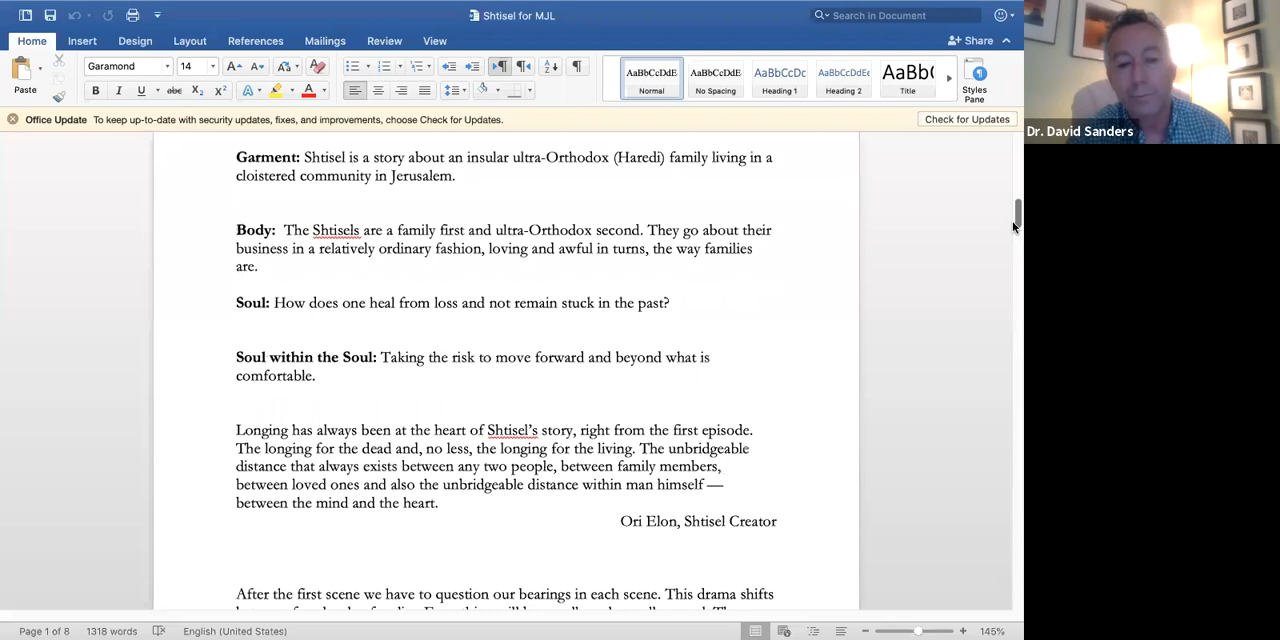 Shtisel for MJL
Search in Document
Home Insert Design Layout References Mailings Review View
Share
Paste
Garamond 14
B I U abc X₂ X²
AaBbCcDdE AaBbCcDdE AaBbCcDc AaBbCcDdEe AaBb(
Normal No Spacing Heading 1 Heading 2 Title
Styles
Pane
Office Update To keep up-to-date with security updates, fixes, and improvements, choose Check for Updates.
Check for Updates
Dr. David Sanders
Garment: Shtisel is a story about an insular ultra-Orthodox (Haredi) family living in a
cloistered community in Jerusalem.
Body: The Shtisels are a family first and ultra-Orthodox second. They go about their
business in a relatively ordinary fashion, loving and awful in turns, the way families
are.
Soul: How does one heal from loss and not remain stuck in the past?
Soul within the Soul: Taking the risk to move forward and beyond what is
comfortable.
Longing has always been at the heart of Shtisel's story, right from the first episode.
The longing for the dead and, no less, the longing for the living. The unbridgeable
distance that always exists between any two people, between family members,
between loved ones and also the unbridgeable distance within man himself —
between the mind and the heart.
Ori Elon, Shtisel Creator
After the first scene we have to question our bearings in each scene. This drama shifts
Page 1 of 8 1318 words English (United States)
145%